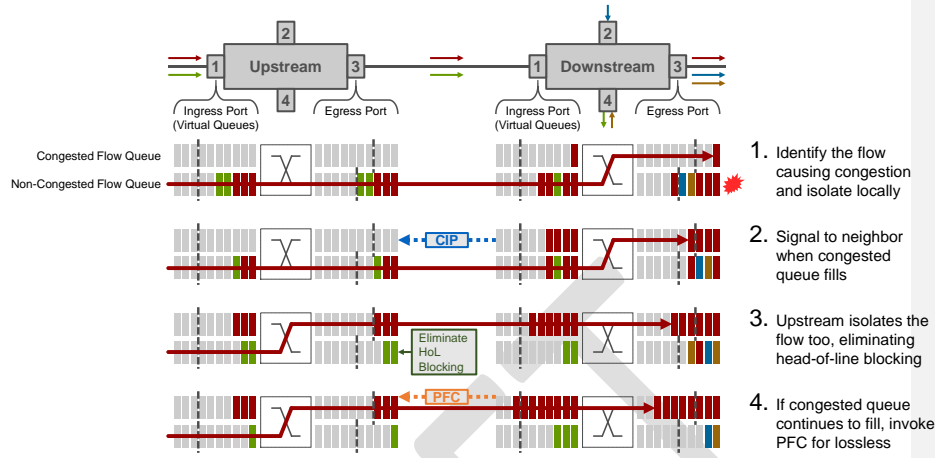 2
2
1
Upstream
3
1
Downstream
3
4
4
Ingress Port
(Virtual Queues)
Egress Port
Ingress Port
(Virtual Queues)
Egress Port
Congested Flow Queue
Non-Congested Flow Queue
1. Identify the flow
causing congestion
and isolate locally
CIP
2. Signal to neighbor
when congested
queue fills
Eliminate
HoL
Blocking
3. Upstream isolates the
flow too, eliminating
head-of-line blocking
PFC
4. If congested queue
continues to fill, invoke
PFC for lossless